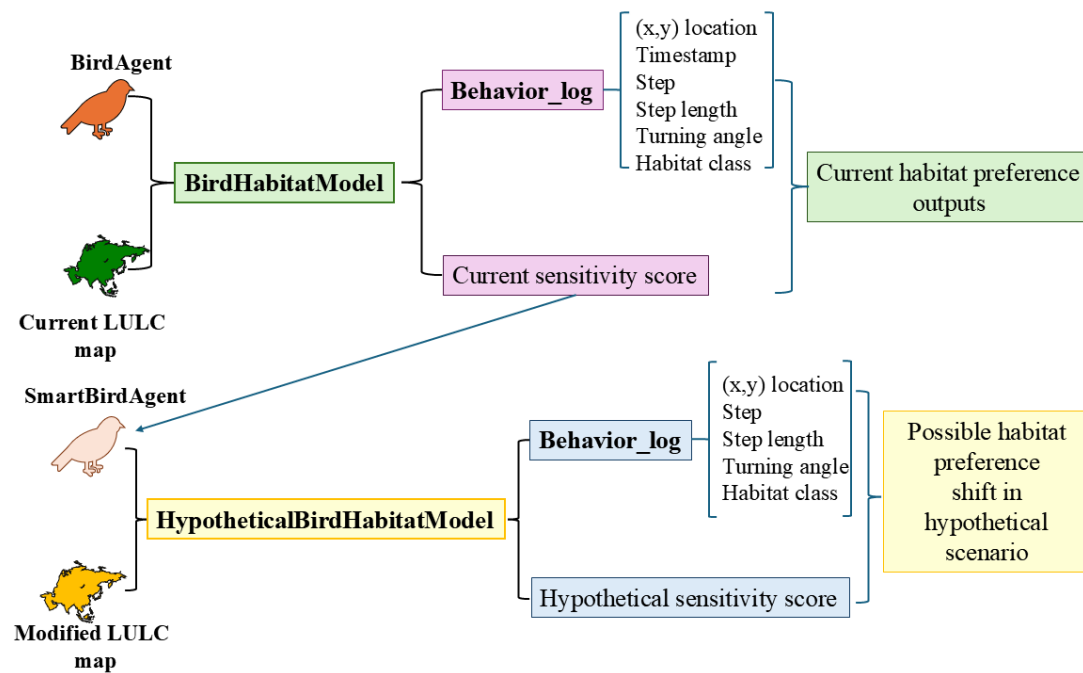 BirdAgent
Current LULC
map
BirdHabitatModel
Behavior_log
(x,y) location
Timestamp
Step
Step length
Turning angle
Habitat class
Current sensitivity score
Current habitat preference
outputs
SmartBirdAgent
Modified LULC
map
HypotheticalBirdHabitatModel
Behavior_log
(x,y) location
Step
Step length
Turning angle
Habitat class
Hypothetical sensitivity score
Possible habitat
preference
shift in
hypothetical
scenario